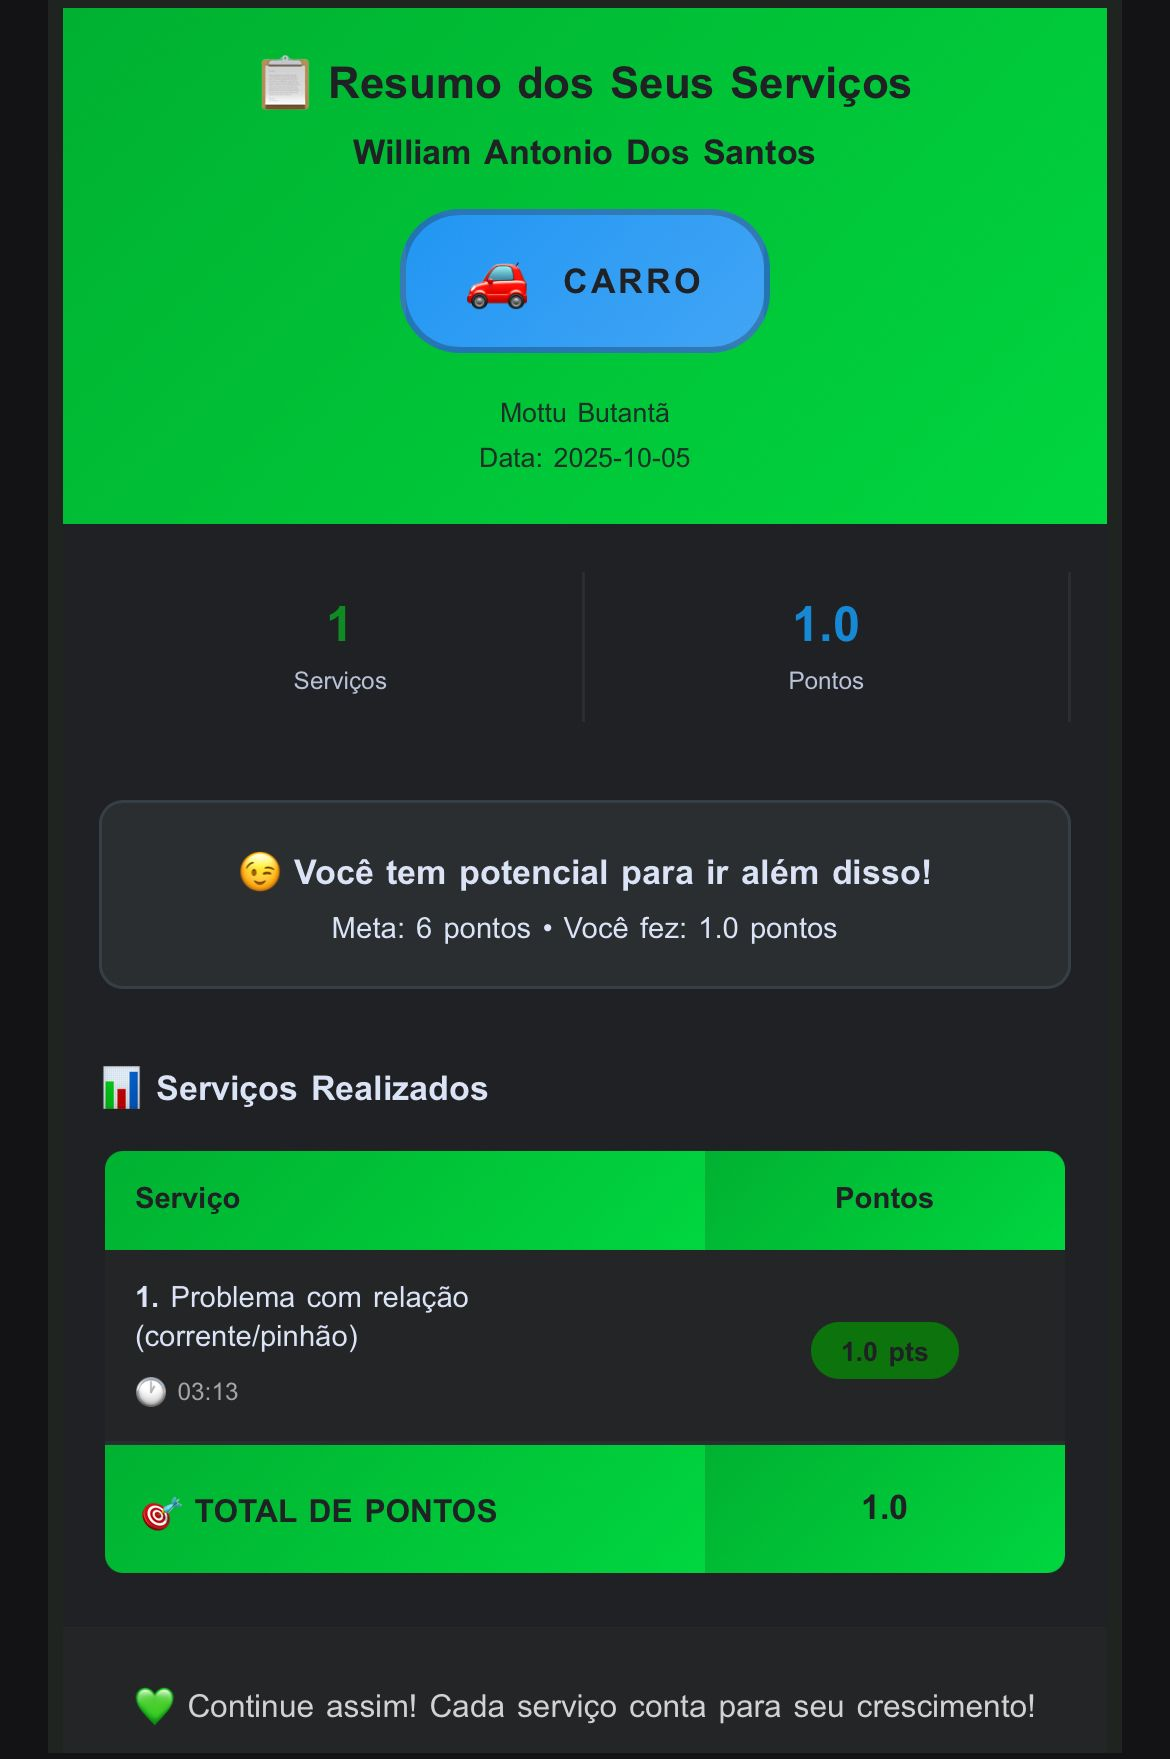 Resumo dos Seus Serviços
William Antonio Dos Santos
CARRO
Mottu Butantã
Data: 2025-10-05
1
Serviços
1.0
Pontos
Você tem potencial para ir além disso!
Meta: 6 pontos • Você fez: 1.0 pontos
Serviços Realizados
Serviço
Pontos
1. Problema com relação
(corrente/pinhão)
1.0 pts
03:13
TOTAL DE PONTOS
1.0
Continue assim! Cada serviço conta para seu crescimento!